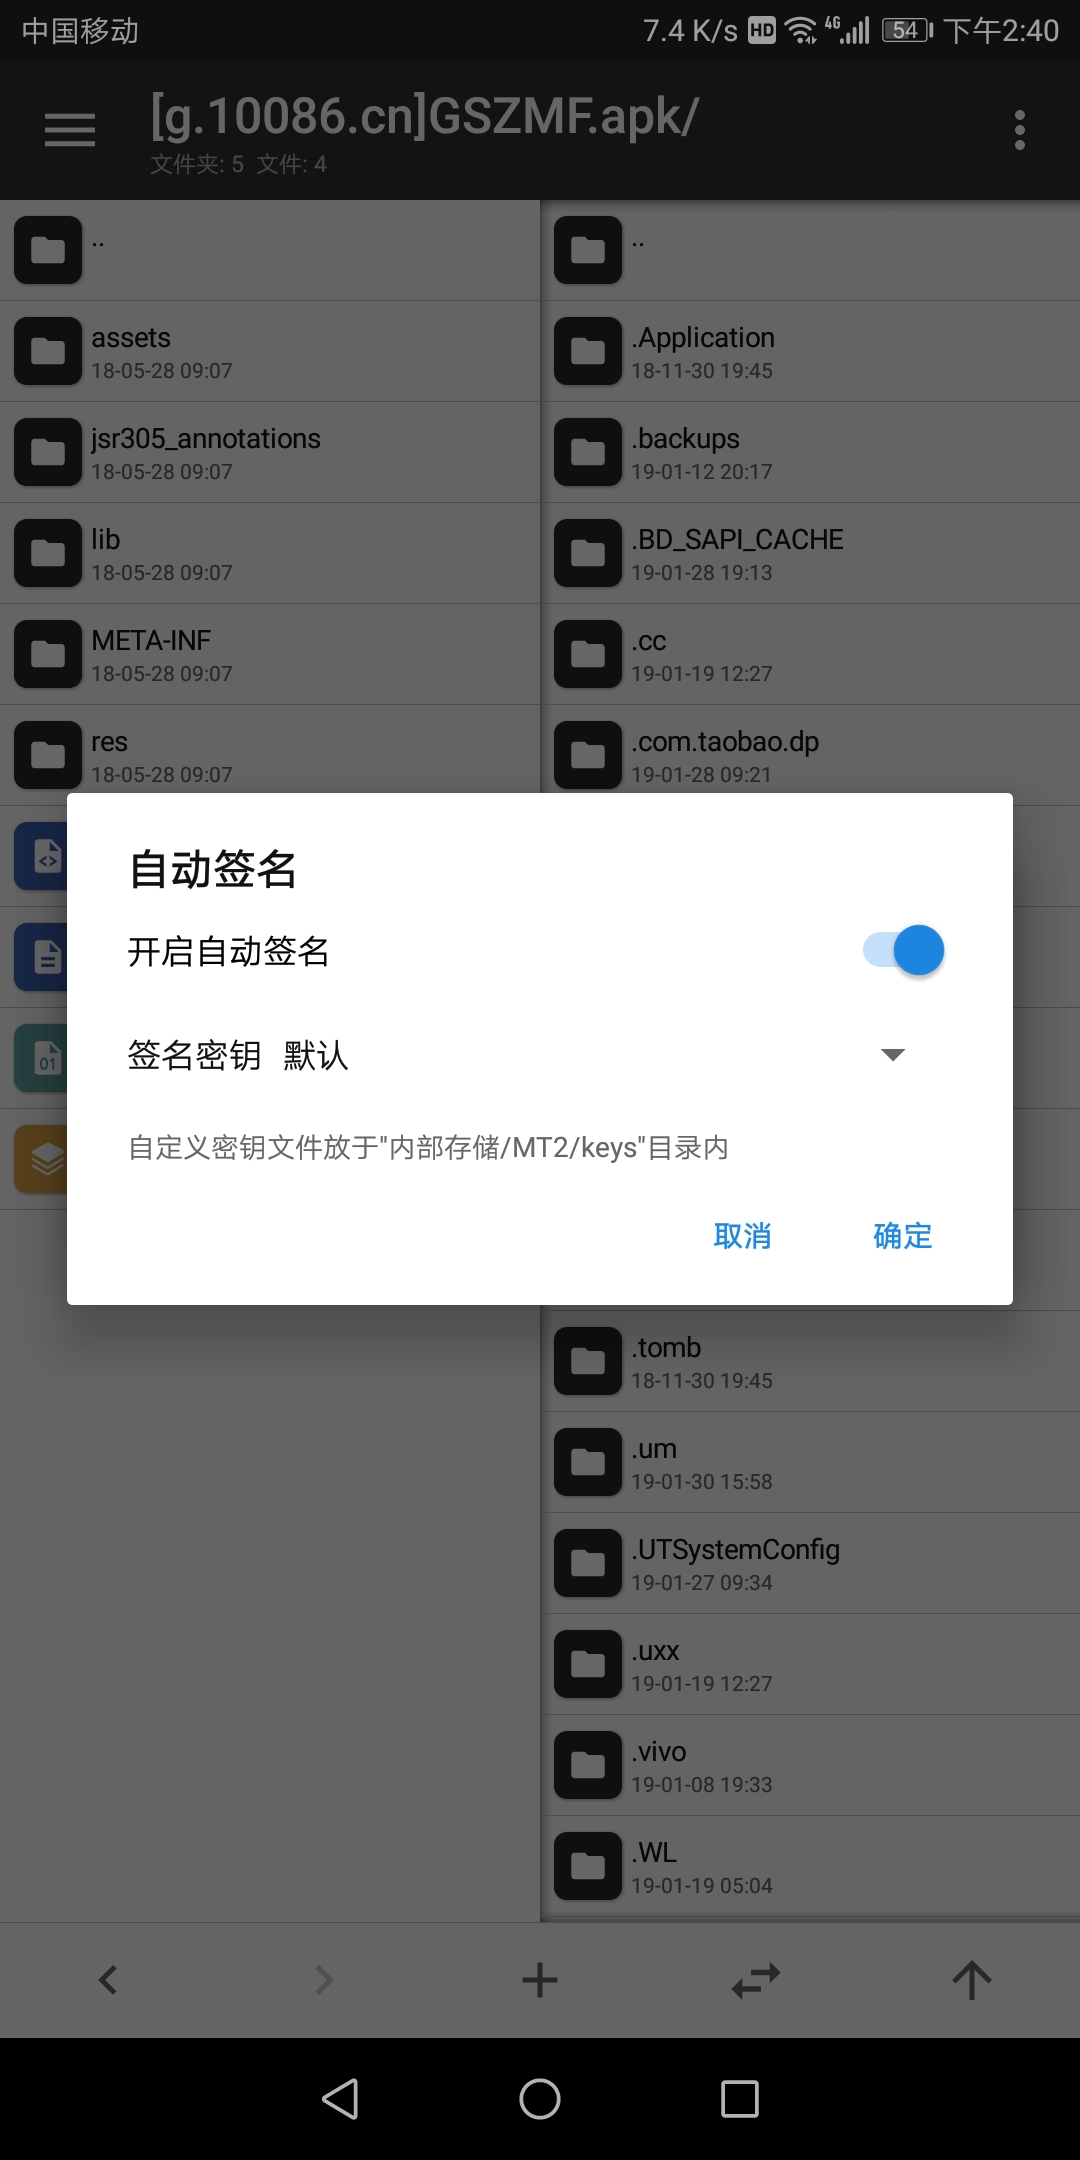 中国移动 7.4 K/s HD 4G 54 下午2:40
[g.10086.cn]GSZMF.apk/
文件夹: 5 文件: 4
..
assets
18-05-28 09:07
jsr305_annotations
18-05-28 09:07
lib
18-05-28 09:07
META-INF
18-05-28 09:07
res
18-05-28 09:07
01
..
.Application
18-11-30 19:45
.backups
19-01-12 20:17
.BD_SAPI_CACHE
19-01-28 19:13
.cc
19-01-19 12:27
.com.taobao.dp
19-01-28 09:21
自动签名
开启自动签名
签名密钥 默认
自定义密钥文件放于"内部存储/MT2/keys"目录内
取消 确定
.tomb
18-11-30 19:45
.um
19-01-30 15:58
.UTSystemConfig
19-01-27 09:34
.uxx
19-01-19 12:27
.vivo
19-01-08 19:33
.WL
19-01-19 05:04